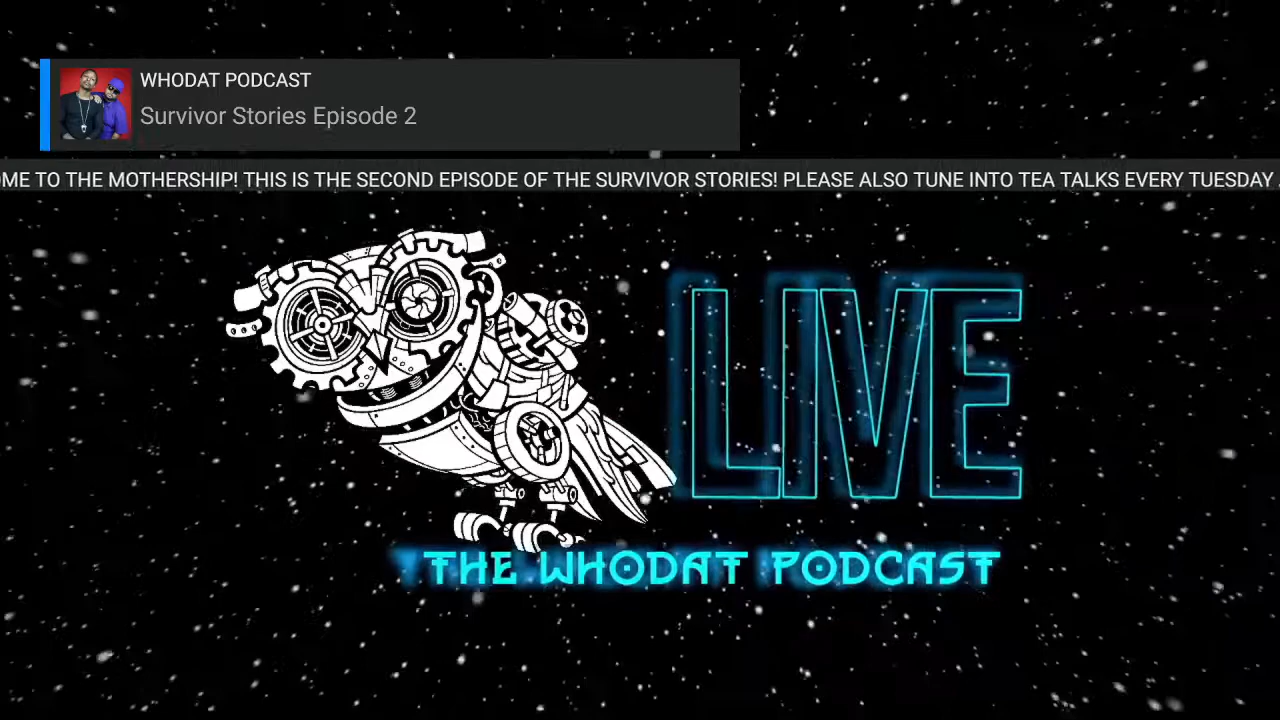 WHODAT PODCAST
Survivor Stories Episode 2
TO THE MOTHERSHIP! THIS IS THE SECOND EPISODE OF THE SURVIVOR STORIES! PLEASE ALSO TUNE INTO TEA TALKS EVERY TUESDAY
LIVE
THE WHODAT PODCAST